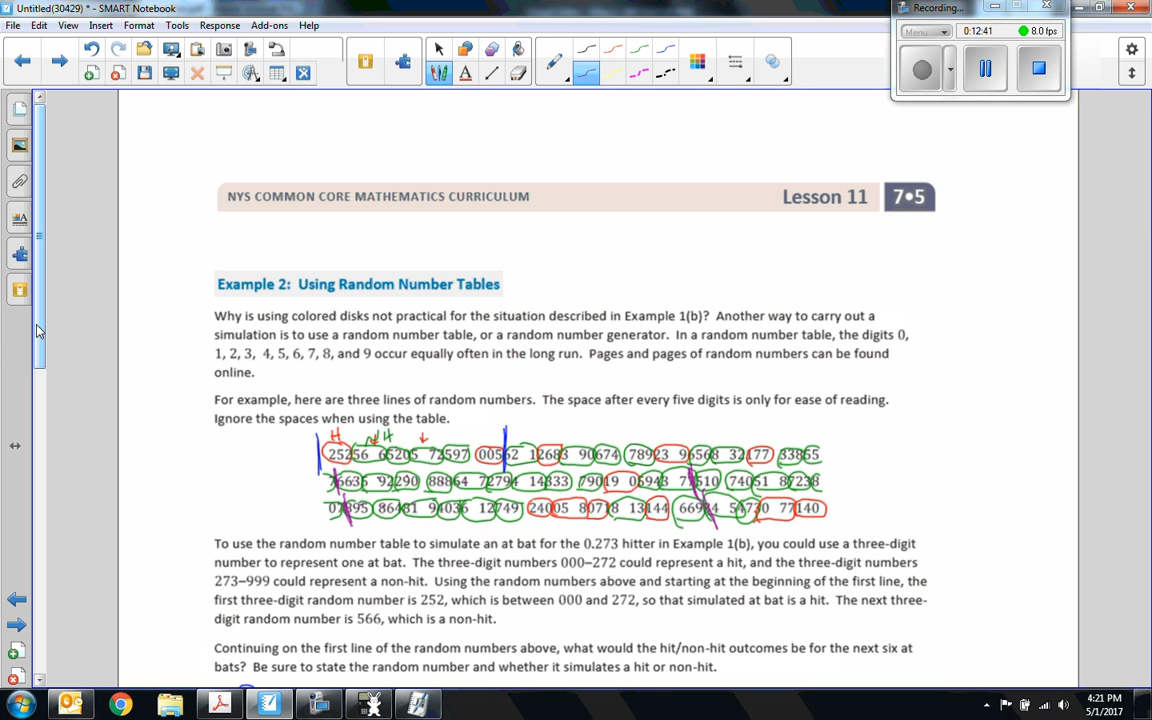 Untitled(30429) * - SMART Notebook
Recording...
File Edit View Insert Format Tools Response Add-ons Help
Menu 0:12:41 8.0 fps
NYS COMMON CORE MATHEMATICS CURRICULUM Lesson 11 7•5
Example 2: Using Random Number Tables
Why is using colored disks not practical for the situation described in Example 1(b)? Another way to carry out a
simulation is to use a random number table, or a random number generator. In a random number table, the digits 0,
1, 2, 3, 4, 5, 6, 7, 8, and 9 occur equally often in the long run. Pages and pages of random numbers can be found
online.
For example, here are three lines of random numbers. The space after every five digits is only for ease of reading.
Ignore the spaces when using the table.
H H
25256 65205 72597 00562 12683 90674 78923 96568 32177 33855
76635 92290 88864 72794 14333 79019 05943 77510 74051 87238
07895 86481 94036 12749 24005 80718 13144 66934 54730 77140
To use the random number table to simulate an at bat for the 0.273 hitter in Example 1(b), you could use a three-digit
number to represent one at bat. The three-digit numbers 000–272 could represent a hit, and the three-digit numbers
273–999 could represent a non-hit. Using the random numbers above and starting at the beginning of the first line, the
first three-digit random number is 252, which is between 000 and 272, so that simulated at bat is a hit. The next three-
digit random number is 566, which is a non-hit.
Continuing on the first line of the random numbers above, what would the hit/non-hit outcomes be for the next six at
bats? Be sure to state the random number and whether it simulates a hit or non-hit.
4:21 PM
5/1/2017